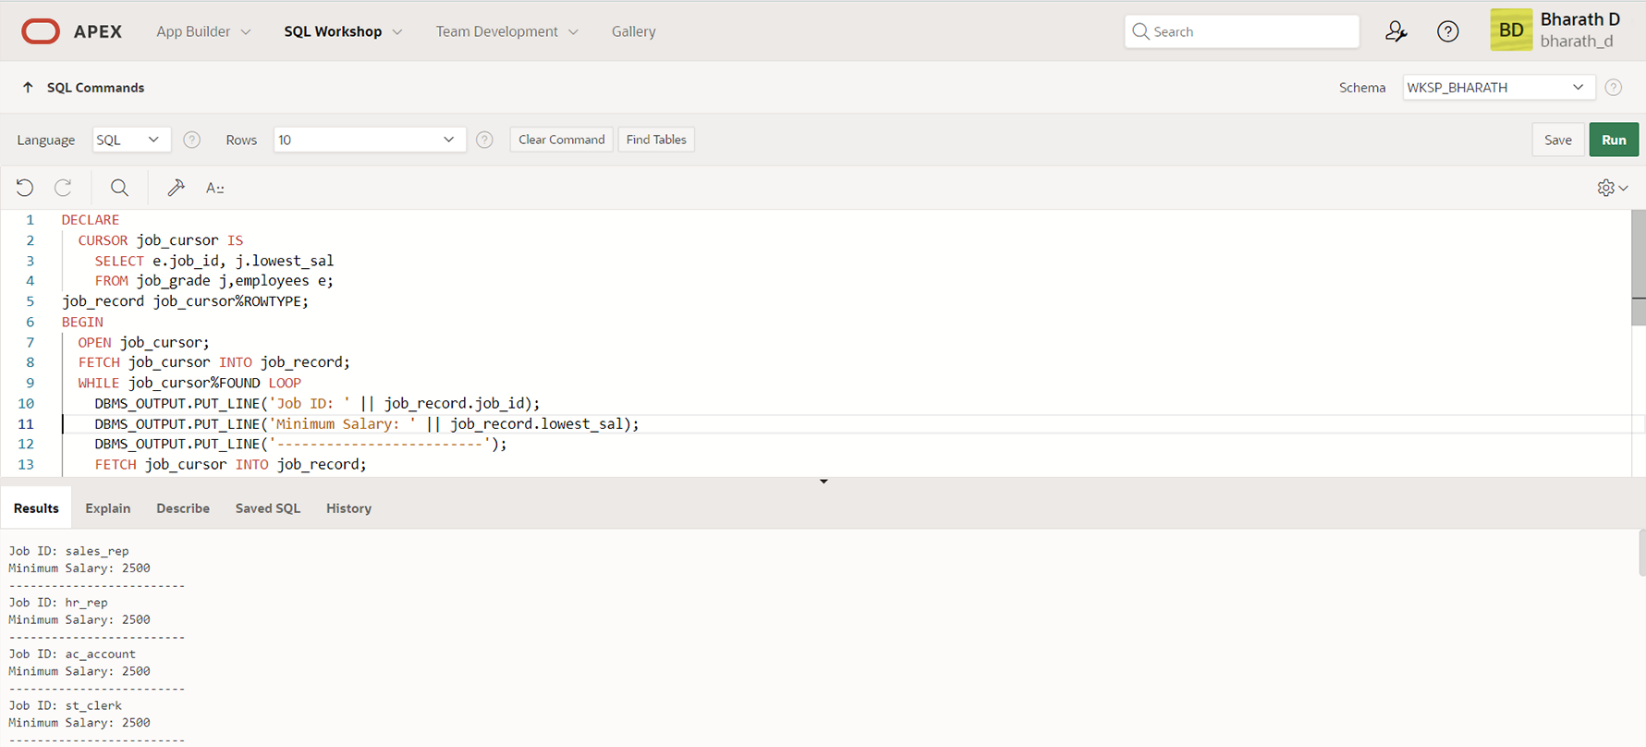 APEX App Builder SQL Workshop Team Development Gallery Search BD Bharath D
bharath_d
SQL Commands Schema WKSP_BHARATH
Language SQL Rows 10 Clear Command Find Tables Save Run
A::
1 DECLARE
2 CURSOR job_cursor IS
3 SELECT e.job_id, j.lowest_sal
4 FROM job_grade j,employees e;
5 job_record job_cursor%ROWTYPE;
6 BEGIN
7 OPEN job_cursor;
8 FETCH job_cursor INTO job_record;
9 WHILE job_cursor%FOUND LOOP
10 DBMS_OUTPUT.PUT_LINE('Job ID: ' || job_record.job_id);
11 DBMS_OUTPUT.PUT_LINE('Minimum Salary: ' || job_record.lowest_sal);
12 DBMS_OUTPUT.PUT_LINE('-------------------------');
13 FETCH job_cursor INTO job_record;
Results Explain Describe Saved SQL History
Job ID: sales_rep
Minimum Salary: 2500
-------------------------
Job ID: hr_rep
Minimum Salary: 2500
-------------------------
Job ID: ac_account
Minimum Salary: 2500
-------------------------
Job ID: st_clerk
Minimum Salary: 2500
-------------------------